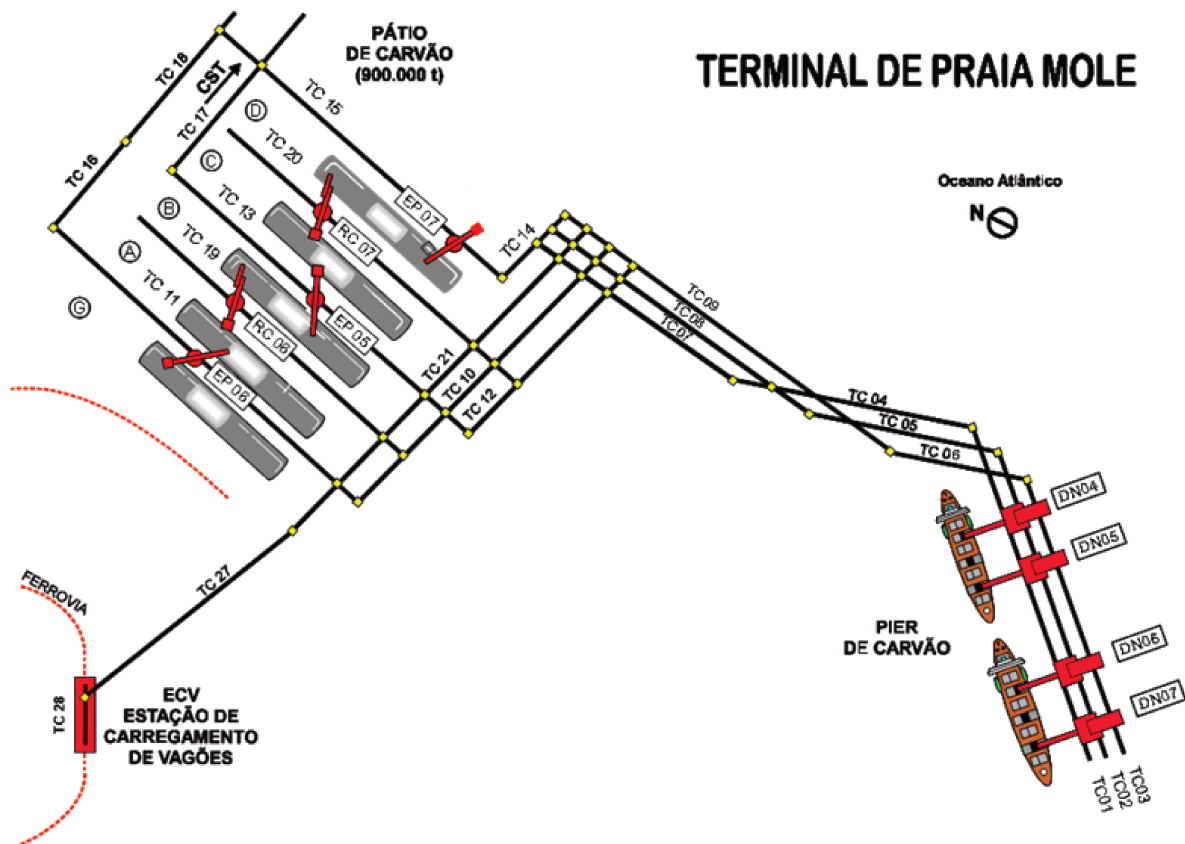 PÁTIO
DE CARVÃO
(900.000 t)
TERMINAL DE PRAIA MOLE
Oceano Atlântico
N
TC 18
CST
TC 17
TC 16
TC 15
D
TC 20
C
TC 13
B
TC 19
A
TC 11
G
EP 07
RC 07
EP 05
RC 06
EP 06
TC 14
TC 21
TC 10
TC 12
TC 09
TC 08
TC 07
TC 04
TC 05
TC 06
TC 27
FERROVIA
TC 28
ECV
ESTAÇÃO DE
CARREGAMENTO
DE VAGÕES
PIER
DE CARVÃO
DN04
DN05
DN06
DN07
TC01
TC02
TC03